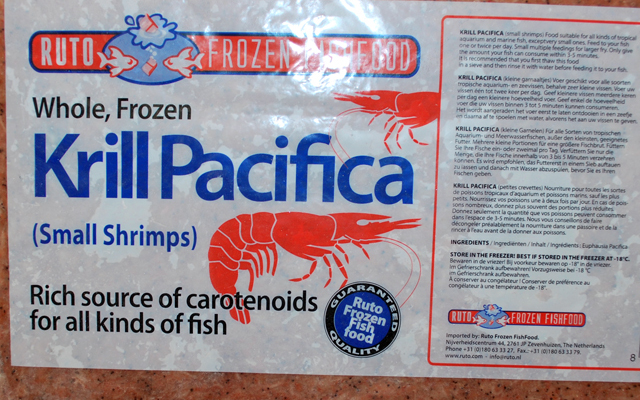 RUTO FROZEN FISHFOOD
Whole, Frozen
Krill Pacifica
(Small Shrimps)
Rich source of carotenoids
for all kinds of fish
GUARANTEED
Ruto
Frozen
Fish
food
QUALITY
KRILL PACIFICA (small shrimps) Food suitable for all kinds of tropical
aquarium and marine fish, except very small ones. Feed to your fish
one or twice per day. Small multiple feedings for larger fry. Only give
the amount your fish can consume within 3-5 minutes.
It is recommended that you first thaw this food
in a sieve and then rinse it with water before feeding it to your fish.
KRILL PACIFICA (kleine garnaaltjes) Voer geschikt voor alle soorten
tropische aquarium- en zeevissen, behalve zeer kleine vissen. Voer uw
vissen één tot twee keer per dag. Geef kleinere vissen meerdere keren
per dag een kleinere hoeveelheid voer. Geef enkel de hoeveelheid
voer die uw vissen binnen 3 tot 5 minuten kunnen consumeren.
Het wordt aangeraden het voer eerst te laten ontdooien in een zeefje
en daarna af te spoelen met water, alvorens het aan uw vissen te geven.
KRILL PACIFICA (kleine Garnelen) Für alle Sorten von tropischen
Aquarium- und Meerwasserfischen, außer den kleinsten, geeignetes
Futter. Mehrere kleine Portionen für eine größere Fischbrut. Füttern
Sie Ihre Fische ein- oder zweimal pro Tag. Verfüttern Sie nur die
Menge, die Ihre Fische innerhalb von 3 bis 5 Minuten verzehren
können. Es wird empfohlen, das Futter erst in einem Sieb auftauen
zu lassen und danach mit Wasser abzuspülen, bevor Sie es Ihren
Fischen geben.
KRILL PACIFICA (petites crevettes) Nourriture pour toutes les sortes
de poissons tropicaux d'aquarium et poissons marins, sauf les plus
petits. Nourrissez vos poissons une à deux fois par jour. En cas de pois-
sons nombreux, donnez plus souvent des portions plus réduites.
Donnez seulement la quantité que vos poissons peuvent consommer
dans l'espace de 3-5 minutes. Nous vous conseillons de faire
décongeler préalablement la nourriture dans une passoire et de la
rincer à l'eau avant de la donner aux poissons.
INGREDIENTS / Ingrediënten / Inhalt / Ingrédients: Euphausia Pacifica
STORE IN THE FREEZER! BEST IF STORED IN THE FREEZER AT -18°C.
Bewaren in de vriezer! Bij voorkeur bewaren op -18° in de vriezer.
im Gefrierschrank aufbewahren! Vorzugsweise bei -18 °C
im Gefrierschrank aufbewahren.
À conserver au congélateur! Conserver de préférence au
congélateur à une température de -18°.
RUTO FROZEN FISHFOOD
Imported by: Ruto Frozen FishFood.
Nijverheidscentrum 44, 2761 JP Zevenhuizen, The Netherlands
Phone +31 (0)180 63 33 27, Fax.: +31 (0)180 63 33 79
www.ruto.com - info@ruto.nl
8